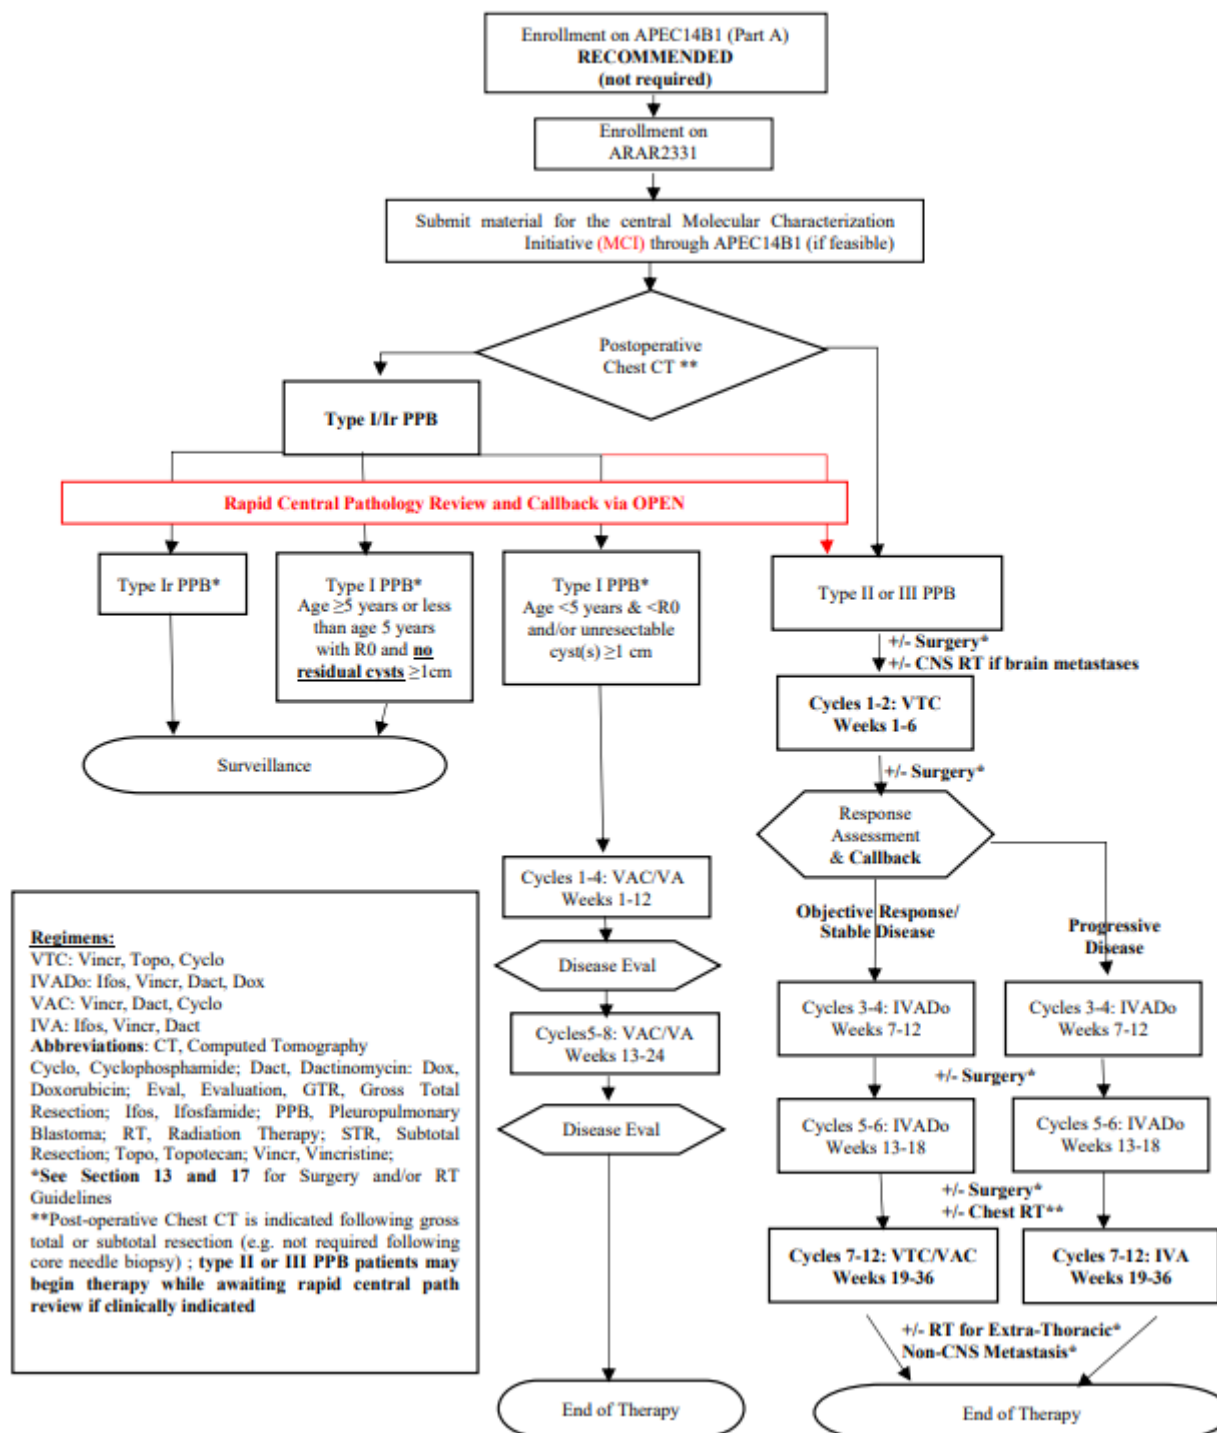 Enrollment on APEC14B1 (Part A)
RECOMMENDED
(not required)
Enrollment on
ARAR2331
Submit material for the central Molecular Characterization
Initiative (MCI) through APEC14B1 (if feasible)
Postoperative
Chest CT **
Type I/Ir PPB
Rapid Central Pathology Review and Callback via OPEN
Type Ir PPB*
Type I PPB*
Age ≥5 years or less
than age 5 years
with R0 and no
residual cysts ≥1cm
Type I PPB*
Age <5 years & <R0
and/or unresectable
cyst(s) ≥1 cm
Type II or III PPB
+/- Surgery*
+/- CNS RT if brain metastases
Surveillance
Cycles 1-2: VTC
Weeks 1-6
+/- Surgery*
Response
Assessment
& Callback
Cycles 1-4: VAC/VA
Weeks 1-12
Objective Response/
Stable Disease
Progressive
Disease
Disease Eval
Cycles 3-4: IVADo
Weeks 7-12
Cycles 3-4: IVADo
Weeks 7-12
Cycles5-8: VAC/VA
Weeks 13-24
+/- Surgery*
Disease Eval
Cycles 5-6: IVADo
Weeks 13-18
Cycles 5-6: IVADo
Weeks 13-18
+/- Surgery*
+/- Chest RT**
Cycles 7-12: VTC/VAC
Weeks 19-36
Cycles 7-12: IVA
Weeks 19-36
+/- RT for Extra-Thoracic*
Non-CNS Metastasis*
End of Therapy
End of Therapy
Regimens:
VTC: Vincr, Topo, Cyclo
IVADo: Ifos, Vincr, Dact, Dox
VAC: Vincr, Dact, Cyclo
IVA: Ifos, Vincr, Dact
Abbreviations: CT, Computed Tomography
Cyclo, Cyclophosphamide; Dact, Dactinomycin: Dox,
Doxorubicin; Eval, Evaluation, GTR, Gross Total
Resection; Ifos, Ifosfamide; PPB, Pleuropulmonary
Blastoma; RT, Radiation Therapy; STR, Subtotal
Resection; Topo, Topotecan; Vincr, Vincristine;
*See Section 13 and 17 for Surgery and/or RT
Guidelines
**Post-operative Chest CT is indicated following gross
total or subtotal resection (e.g. not required following
core needle biopsy) ; type II or III PPB patients may
begin therapy while awaiting rapid central path
review if clinically indicated